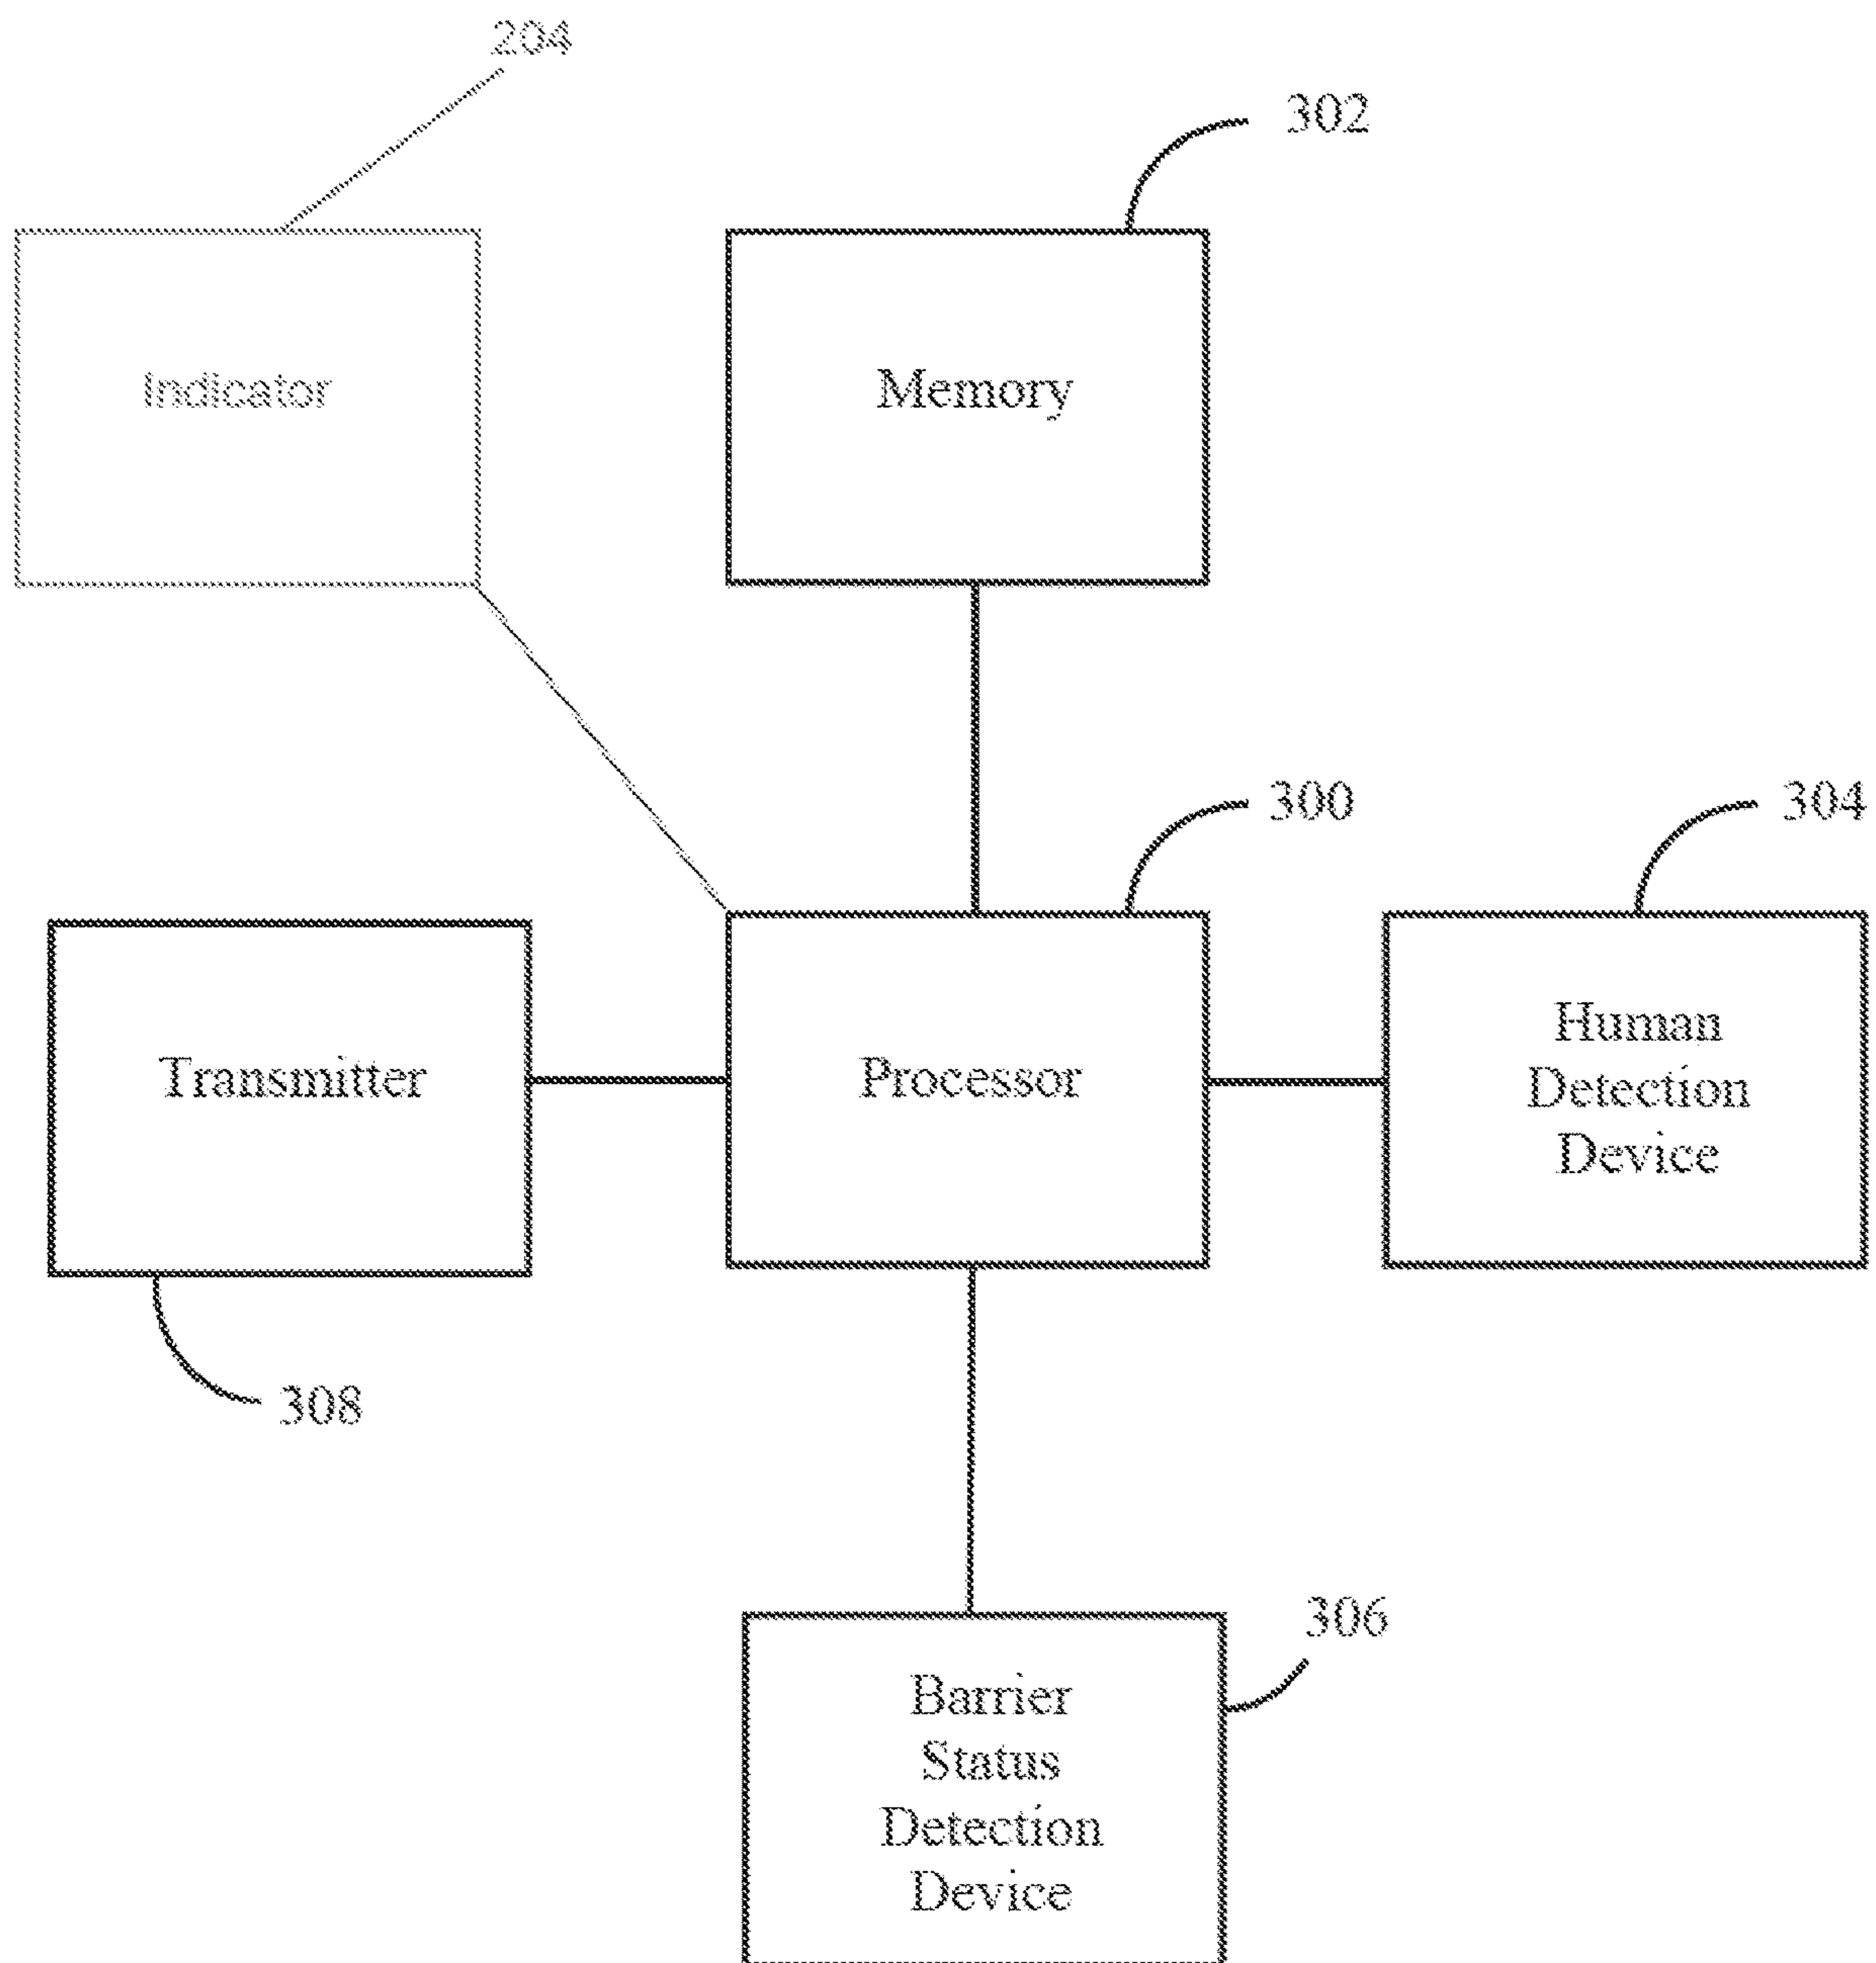 204
302
Indicator
Memory
300
304
Transmitter
Processor
Human
Detection
Device
308
306
Barrier
Status
Detection
Device